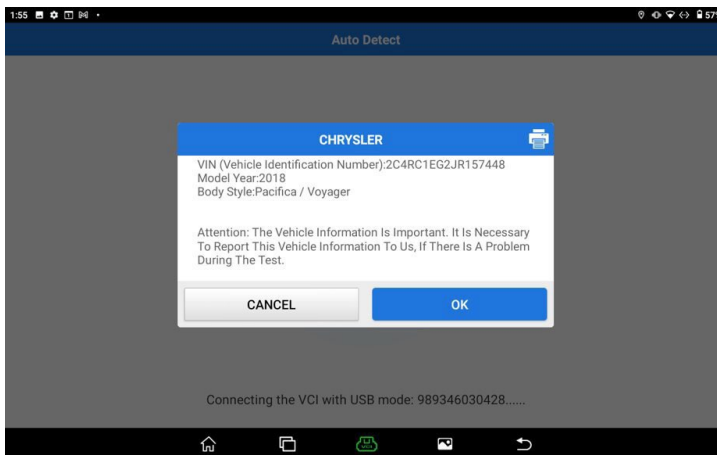 1:55 57%
Auto Detect
CHRYSLER
VIN (Vehicle Identification Number):2C4RC1EG2JR157448
Model Year:2018
Body Style:Pacifica / Voyager
Attention: The Vehicle Information Is Important. It Is Necessary
To Report This Vehicle Information To Us, If There Is A Problem
During The Test.
CANCEL OK
Connecting the VCI with USB mode: 989346030428......